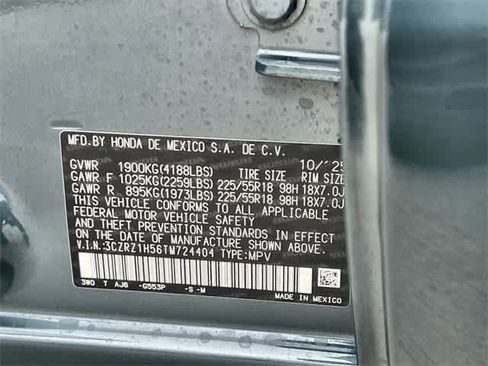 MFD.BY HONDA DE MEXICO S.A. DE C.V.
GVWR 1900KG(4188LBS) 10/'25
GAWR F 1025KG(2259LBS) TIRE SIZE RIM SIZE
GAWR F 1025KG(2259LBS) 225/55R18 98H 18X7.0J
GAWR R 895KG(1973LBS) 225/55R18 98H 18X7.0J
THIS VEHICLE CONFORMS TO ALL APPLICABLE
FEDERAL MOTOR VEHICLE SAFETY
AND THEFT PREVENTION STANDARDS IN EFFECT
ON THE DATE OF MANUFACTURE SHOWN ABOVE.
V.I.N:3CZRZ1H56TM724404 TYPE:MPV
3W0 T AJ6 -G553P -S -M
MADE IN MEXICO